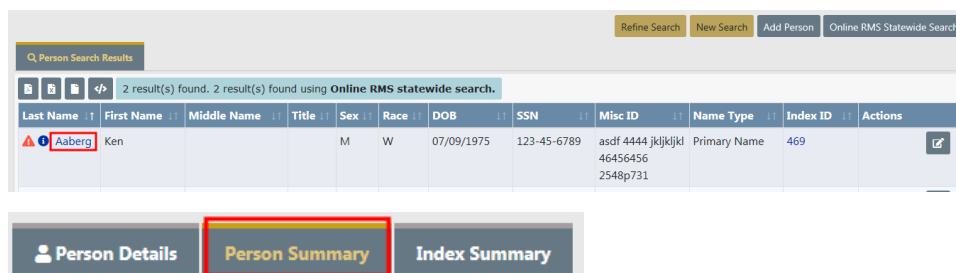 Refine Search New Search Add Person Online RMS Statewide Search
Person Search Results
2 result(s) found. 2 result(s) found using Online RMS statewide search.
Last Name First Name Middle Name Title Sex Race DOB SSN Misc ID Name Type Index ID Actions
Aaberg Ken M W 07/09/1975 123-45-6789 asdf 4444 jkljkljkl Primary Name 469
46456456
2548p731
Person Details Person Summary Index Summary